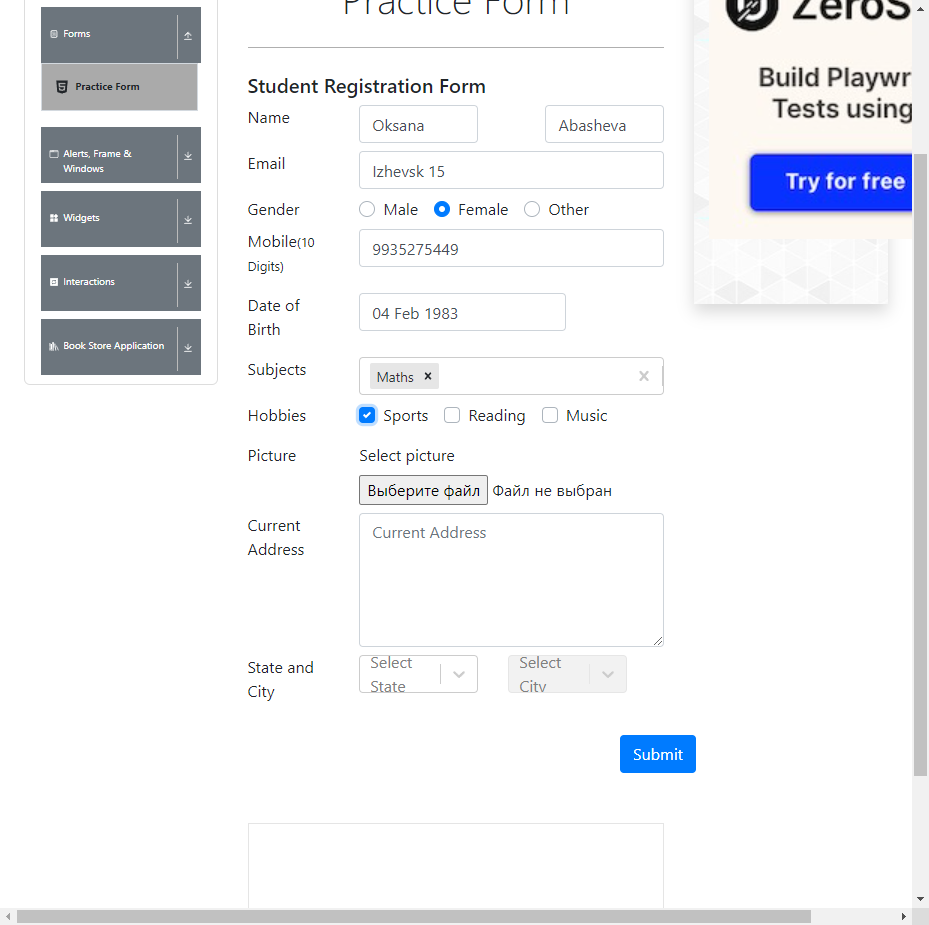 Practice Form
Forms
Practice Form
Alerts, Frame &
Windows
Widgets
Interactions
Book Store Application
Student Registration Form
Name
Oksana
Abasheva
Email
Izhevsk 15
Gender
Male
Female
Other
Mobile(10
Digits)
9935275449
Date of
Birth
04 Feb 1983
Subjects
Maths
Hobbies
Sports
Reading
Music
Picture
Select picture
Выберите файл
Файл не выбран
Current
Address
Current Address
State and
City
Select
State
Select
City
Submit
ZeroS
Build Playwr
Tests using
Try for free